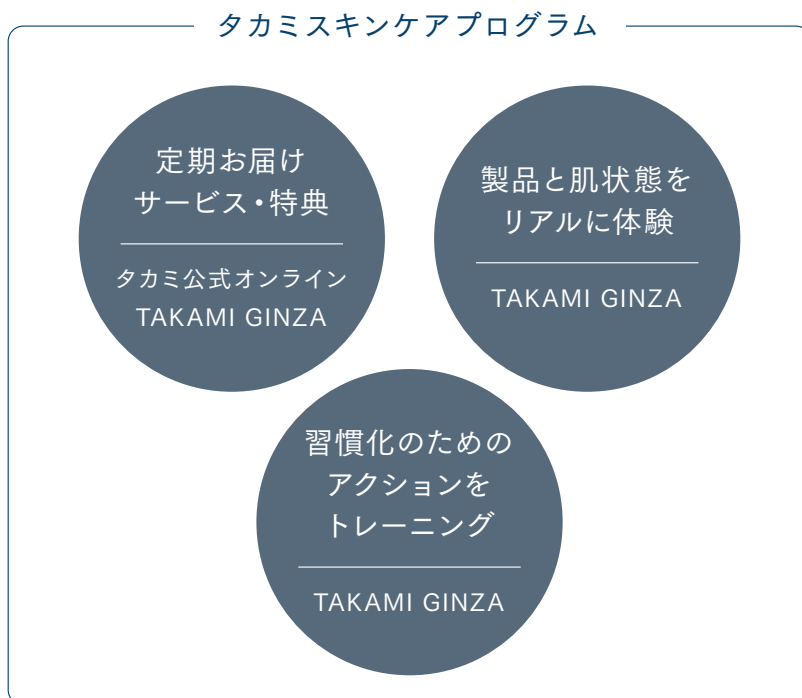 タカミスキンケアプログラム
定期お届け
サービス・特典
タカミ公式オンライン
TAKAMI GINZA
製品と肌状態を
リアルに体験
TAKAMI GINZA
習慣化のための
アクションを
トレーニング
TAKAMI GINZA